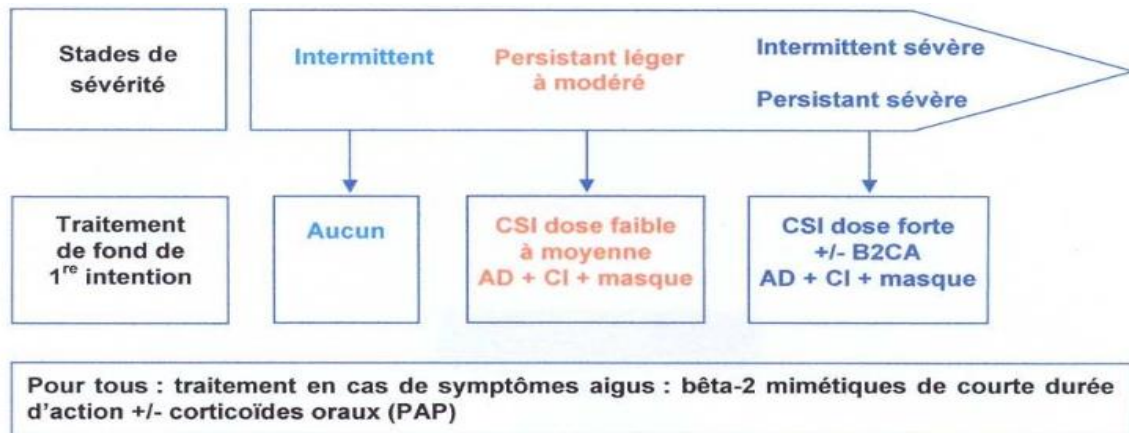 Stades de
sévérité
Intermittent
Persistant léger
à modéré
Intermittent sévère
Persistant sévère
Traitement
de fond de
1re intention
Aucun
CSI dose faible
à moyenne
AD + CI + masque
CSI dose forte
+/- B2CA
AD + CI + masque
Pour tous : traitement en cas de symptômes aigus : bêta-2 mimétiques de courte durée
d'action +/- corticoïdes oraux (PAP)